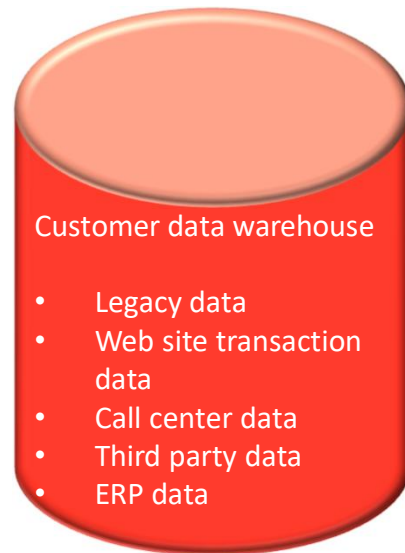 Customer data warehouse
• Legacy data
• Web site transaction
data
• Call center data
• Third party data
• ERP data